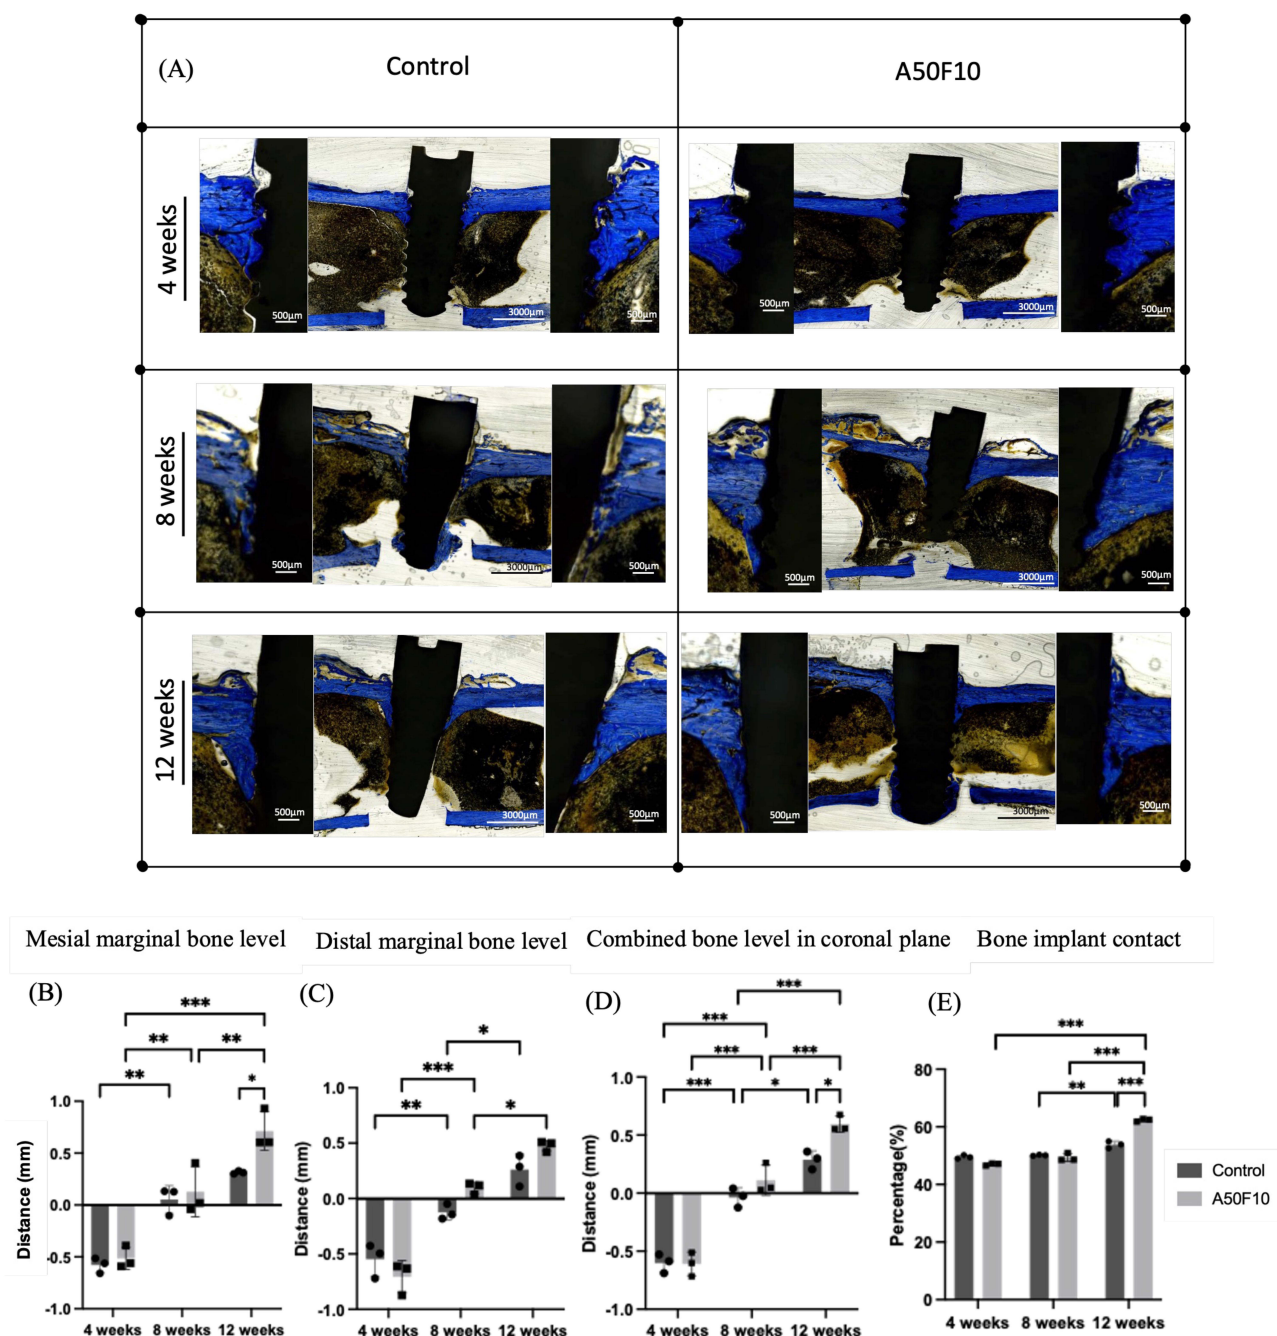 (A)
Control
A50F10
4 weeks
500µm
3000µm
500µm
500µm
3000µm
500µm
8 weeks
500µm
3000µm
500µm
500µm
3000µm
500µm
12 weeks
500µm
3000µm
500µm
500µm
3000µm
500µm
Mesial marginal bone level
Distal marginal bone level
Combined bone level in coronal plane
Bone implant contact
(B)
***
**
**
**
*
Distance (mm)
1.0
0.5
0.0
-0.5
-1.0
4 weeks 8 weeks 12 weeks
(C)
*
***
**
*
Distance (mm)
1.0
0.5
0.0
-0.5
-1.0
4 weeks 8 weeks 12 weeks
(D)
***
***
***
***
***
*
*
Distance (mm)
1.0
0.5
0.0
-0.5
-1.0
4 weeks 8 weeks 12 weeks
(E)
***
***
**
***
Percentage(%)
80
60
40
20
0
4 weeks 8 weeks 12 weeks
Control
A50F10